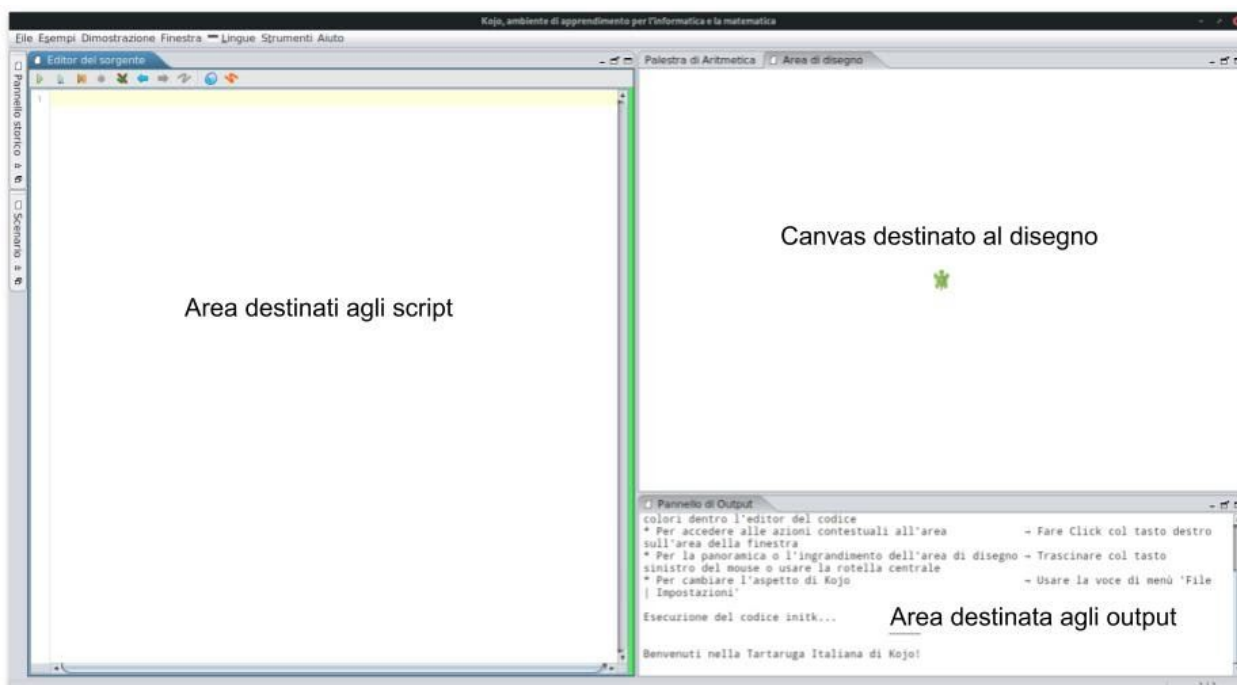 Kojo, ambiente di apprendimento per l'informatica e la matematica
File Esempi Dimostrazione Finestra Lingue Strumenti Aiuto
Pannello storico
Scenario
Editor del sorgente
1
Area destinati agli script
Palestra di Aritmetica Area di disegno
Canvas destinato al disegno
Pannello di Output
colori dentro l'editor del codice
* Per accedere alle azioni contestuali all'area → Fare Click col tasto destro
sull'area della finestra
* Per la panoramica o l'ingrandimento dell'area di disegno → Trascinare col tasto
sinistro del mouse o usare la rotella centrale
* Per cambiare l'aspetto di Kojo → Usare la voce di menù 'File
| Impostazioni'
Esecuzione del codice initk...
Area destinata agli output
Benvenuti nella Tartaruga Italiana di Kojo!